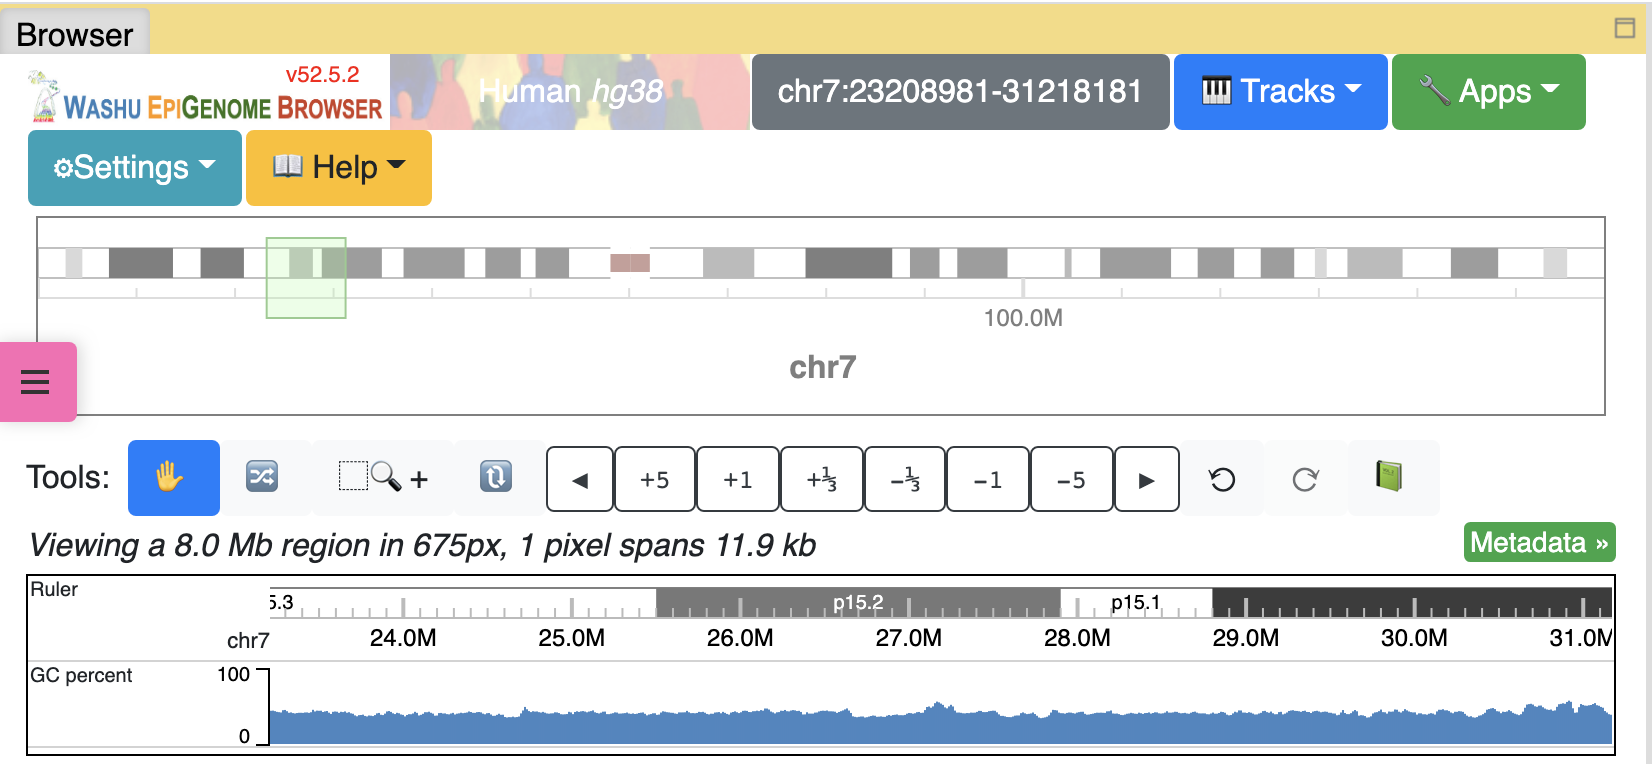 Browser
v52.5.2
WASHU EPIGENOME BROWSER
Human hg38
chr7:23208981-31218181
Tracks
Apps
Settings
Help
100.0M
chr7
Tools:
+
◀
+5
+1
+⅓
-⅓
-1
-5
▶
Viewing a 8.0 Mb region in 675px, 1 pixel spans 11.9 kb
Metadata »
Ruler
5.3 p15.2 p15.1
chr7 24.0M 25.0M 26.0M 27.0M 28.0M 29.0M 30.0M 31.0M
GC percent
100
0